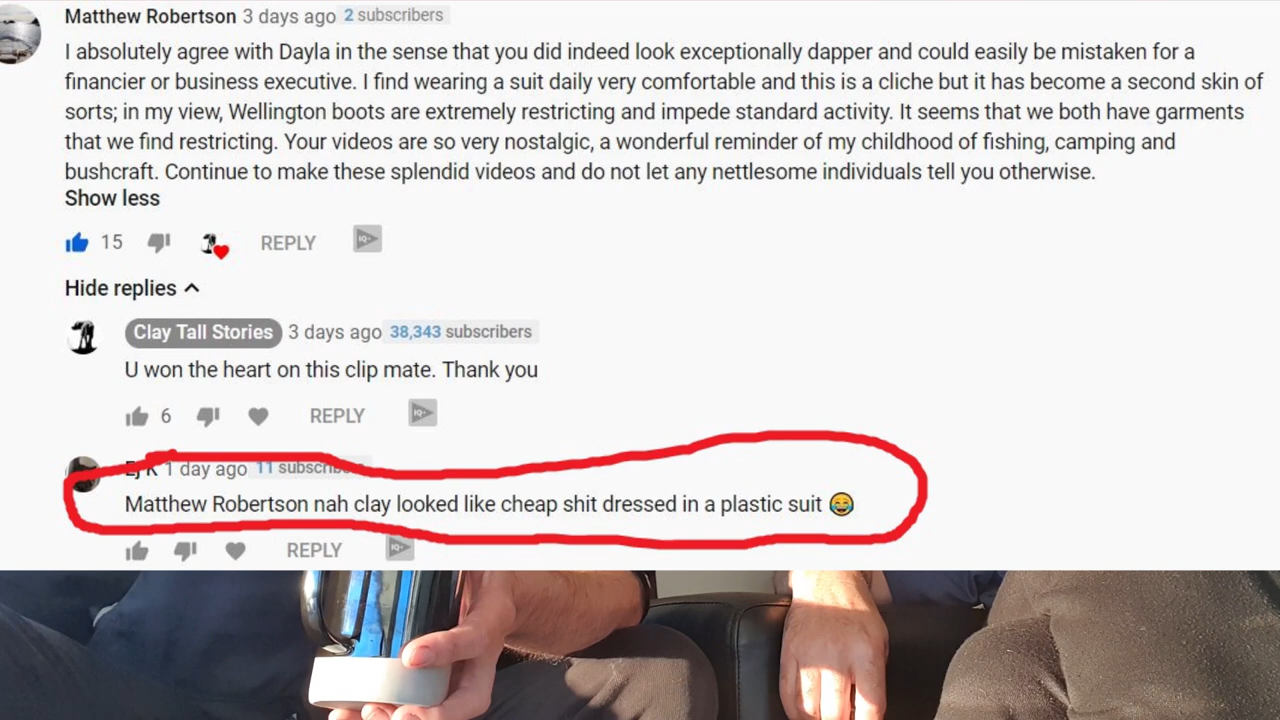 Matthew Robertson 3 days ago 2 subscribers
I absolutely agree with Dayla in the sense that you did indeed look exceptionally dapper and could easily be mistaken for a
financier or business executive. I find wearing a suit daily very comfortable and this is a cliche but it has become a second skin of
sorts; in my view, Wellington boots are extremely restricting and impede standard activity. It seems that we both have garments
that we find restricting. Your videos are so very nostalgic, a wonderful reminder of my childhood of fishing, camping and
bushcraft. Continue to make these splendid videos and do not let any nettlesome individuals tell you otherwise.
Show less
15 REPLY IQ+
Hide replies
Clay Tall Stories 3 days ago 38,343 subscribers
U won the heart on this clip mate. Thank you
6 REPLY IQ+
Ej K 1 day ago 11 subscribers
Matthew Robertson nah clay looked like cheap shit dressed in a plastic suit 😂
REPLY IQ+